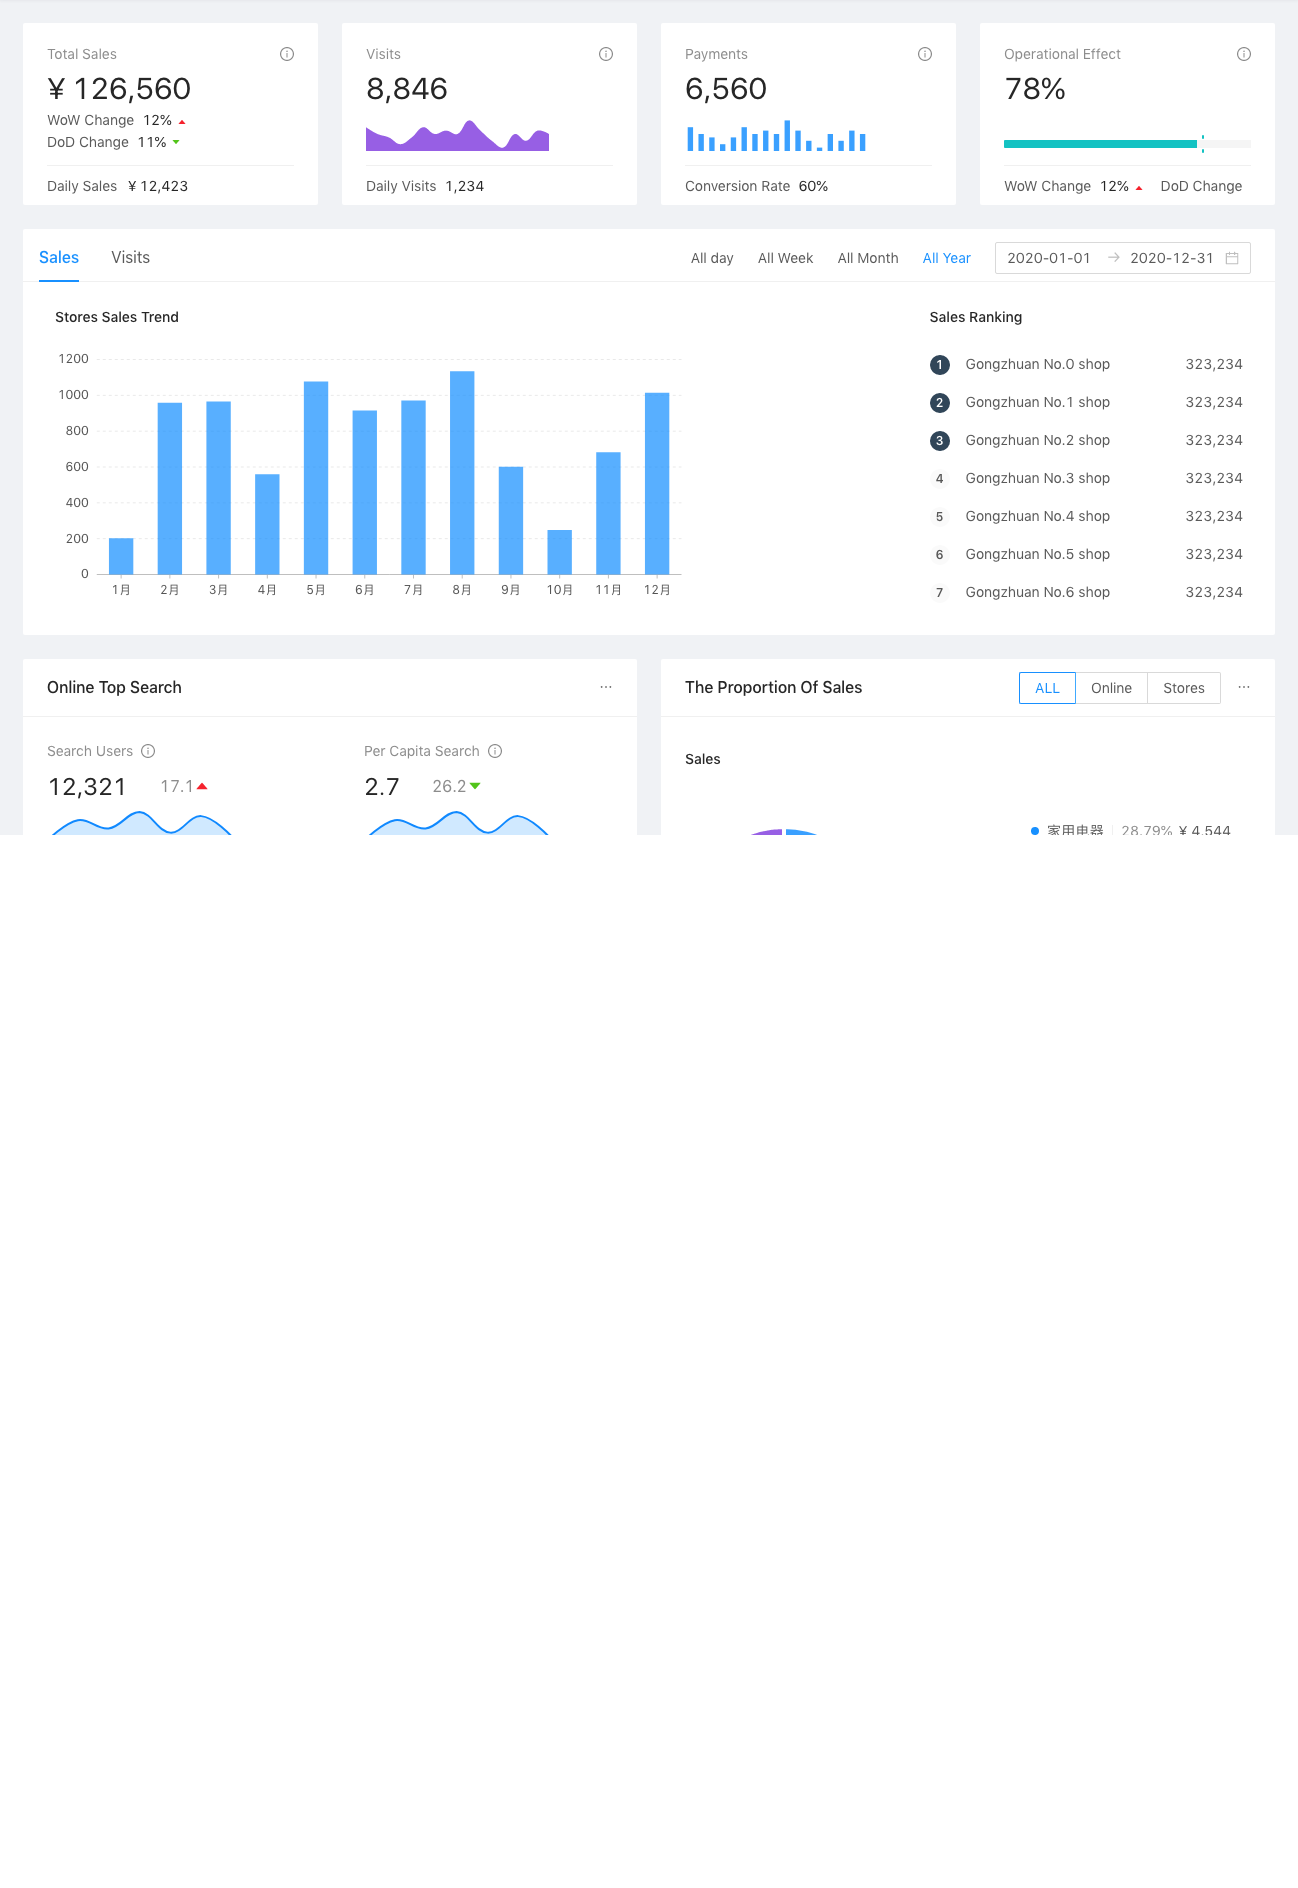 Total Sales
¥ 126,560
WoW Change 12%
DoD Change 11%
Daily Sales ¥ 12,423
Visits
8,846
Daily Visits 1,234
Payments
6,560
Conversion Rate 60%
Operational Effect
78%
WoW Change 12% DoD Change
Sales Visits
All day All Week All Month All Year 2020-01-01 → 2020-12-31
Stores Sales Trend
1200
1000
800
600
400
200
0
1月 2月 3月 4月 5月 6月 7月 8月 9月 10月 11月 12月
Sales Ranking
1 Gongzhuan No.0 shop 323,234
2 Gongzhuan No.1 shop 323,234
3 Gongzhuan No.2 shop 323,234
4 Gongzhuan No.3 shop 323,234
5 Gongzhuan No.4 shop 323,234
6 Gongzhuan No.5 shop 323,234
7 Gongzhuan No.6 shop 323,234
Online Top Search ···
Search Users
12,321 17.1
Per Capita Search
2.7 26.2
The Proportion Of Sales ALL Online Stores ···
Sales
家用电器 28.79% ¥ 4,544